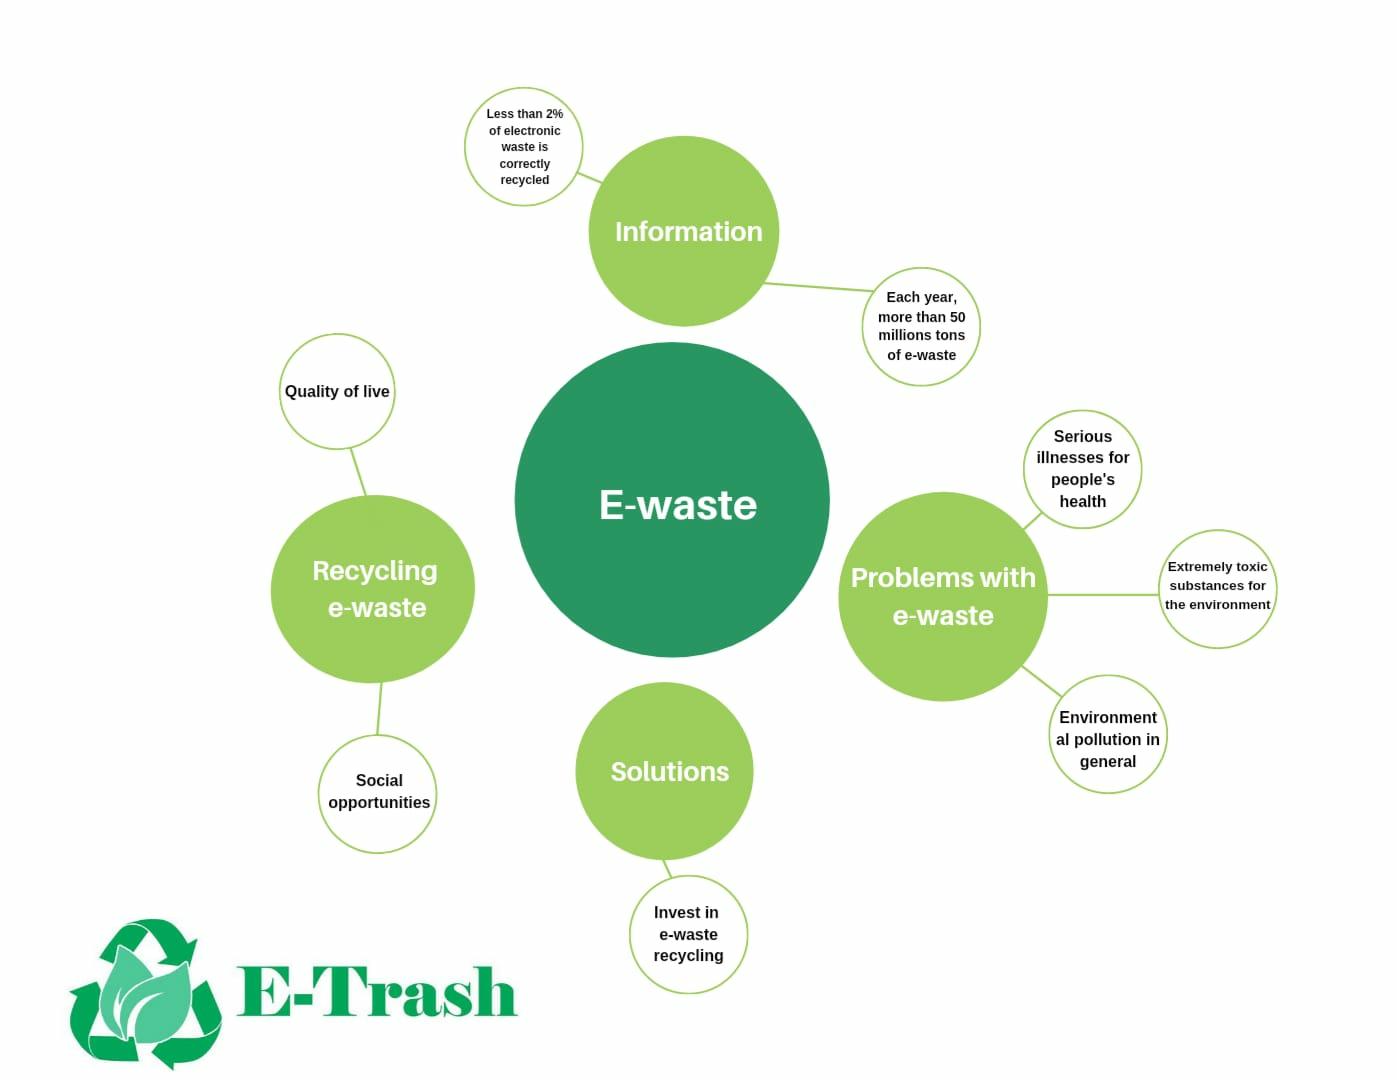 Less than 2%
of electronic
waste is
correctly
recycled
Information
Each year,
more than 50
millions tons
of e-waste
Quality of live
Serious
illnesses for
people's
health
E-waste
Recycling
e-waste
Problems with
e-waste
Extremely toxic
substances for
the environment
Environment
al pollution in
general
Social
opportunities
Solutions
Invest in
e-waste
recycling
E-Trash